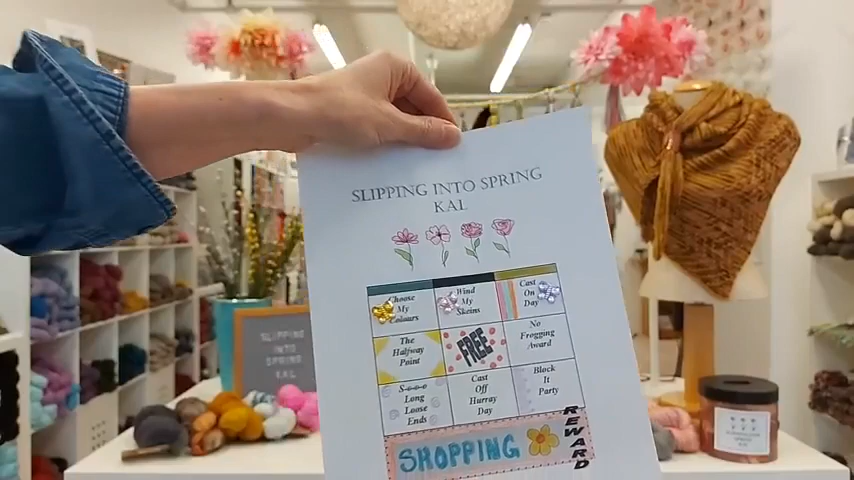 SLIPPING INTO SPRING
KAL
Choose
My
Colours
Wind
My
Skeins
Cast
On
Day
The
Halfway
Point
FREE
No
Frogging
Award
Long
Loose
Ends
Cast
Off
Hurray
Day
Block
It
Party
SHOPPING
REWARD
SLIPPING
INTO
SPRING
KAL